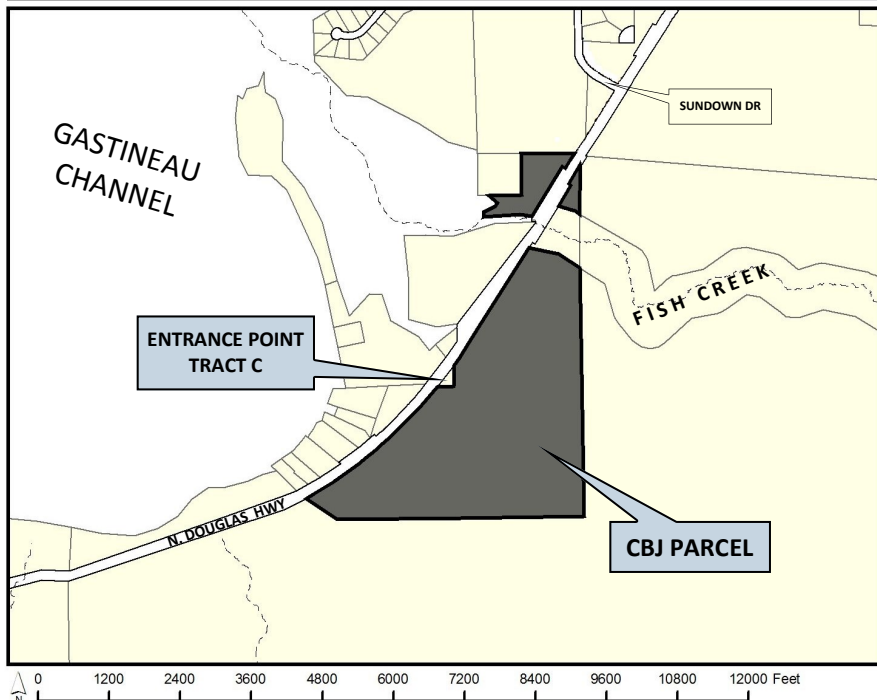 SUNDOWN DR
GASTINEAU
CHANNEL
FISH CREEK
ENTRANCE POINT
TRACT C
N. DOUGLAS HWY
CBJ PARCEL
N
0 1200 2400 3600 4800 6000 7200 8400 9600 10800 12000 Feet